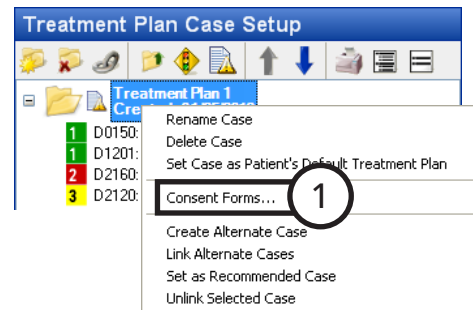 Treatment Plan Case Setup
Treatment Plan 1
1 D0150:
1 D1201:
2 D2160:
3 D2120:
Rename Case
Delete Case
Set Case as Patient's Default Treatment Plan
Consent Forms...
1
Create Alternate Case
Link Alternate Cases
Set as Recommended Case
Unlink Selected Case